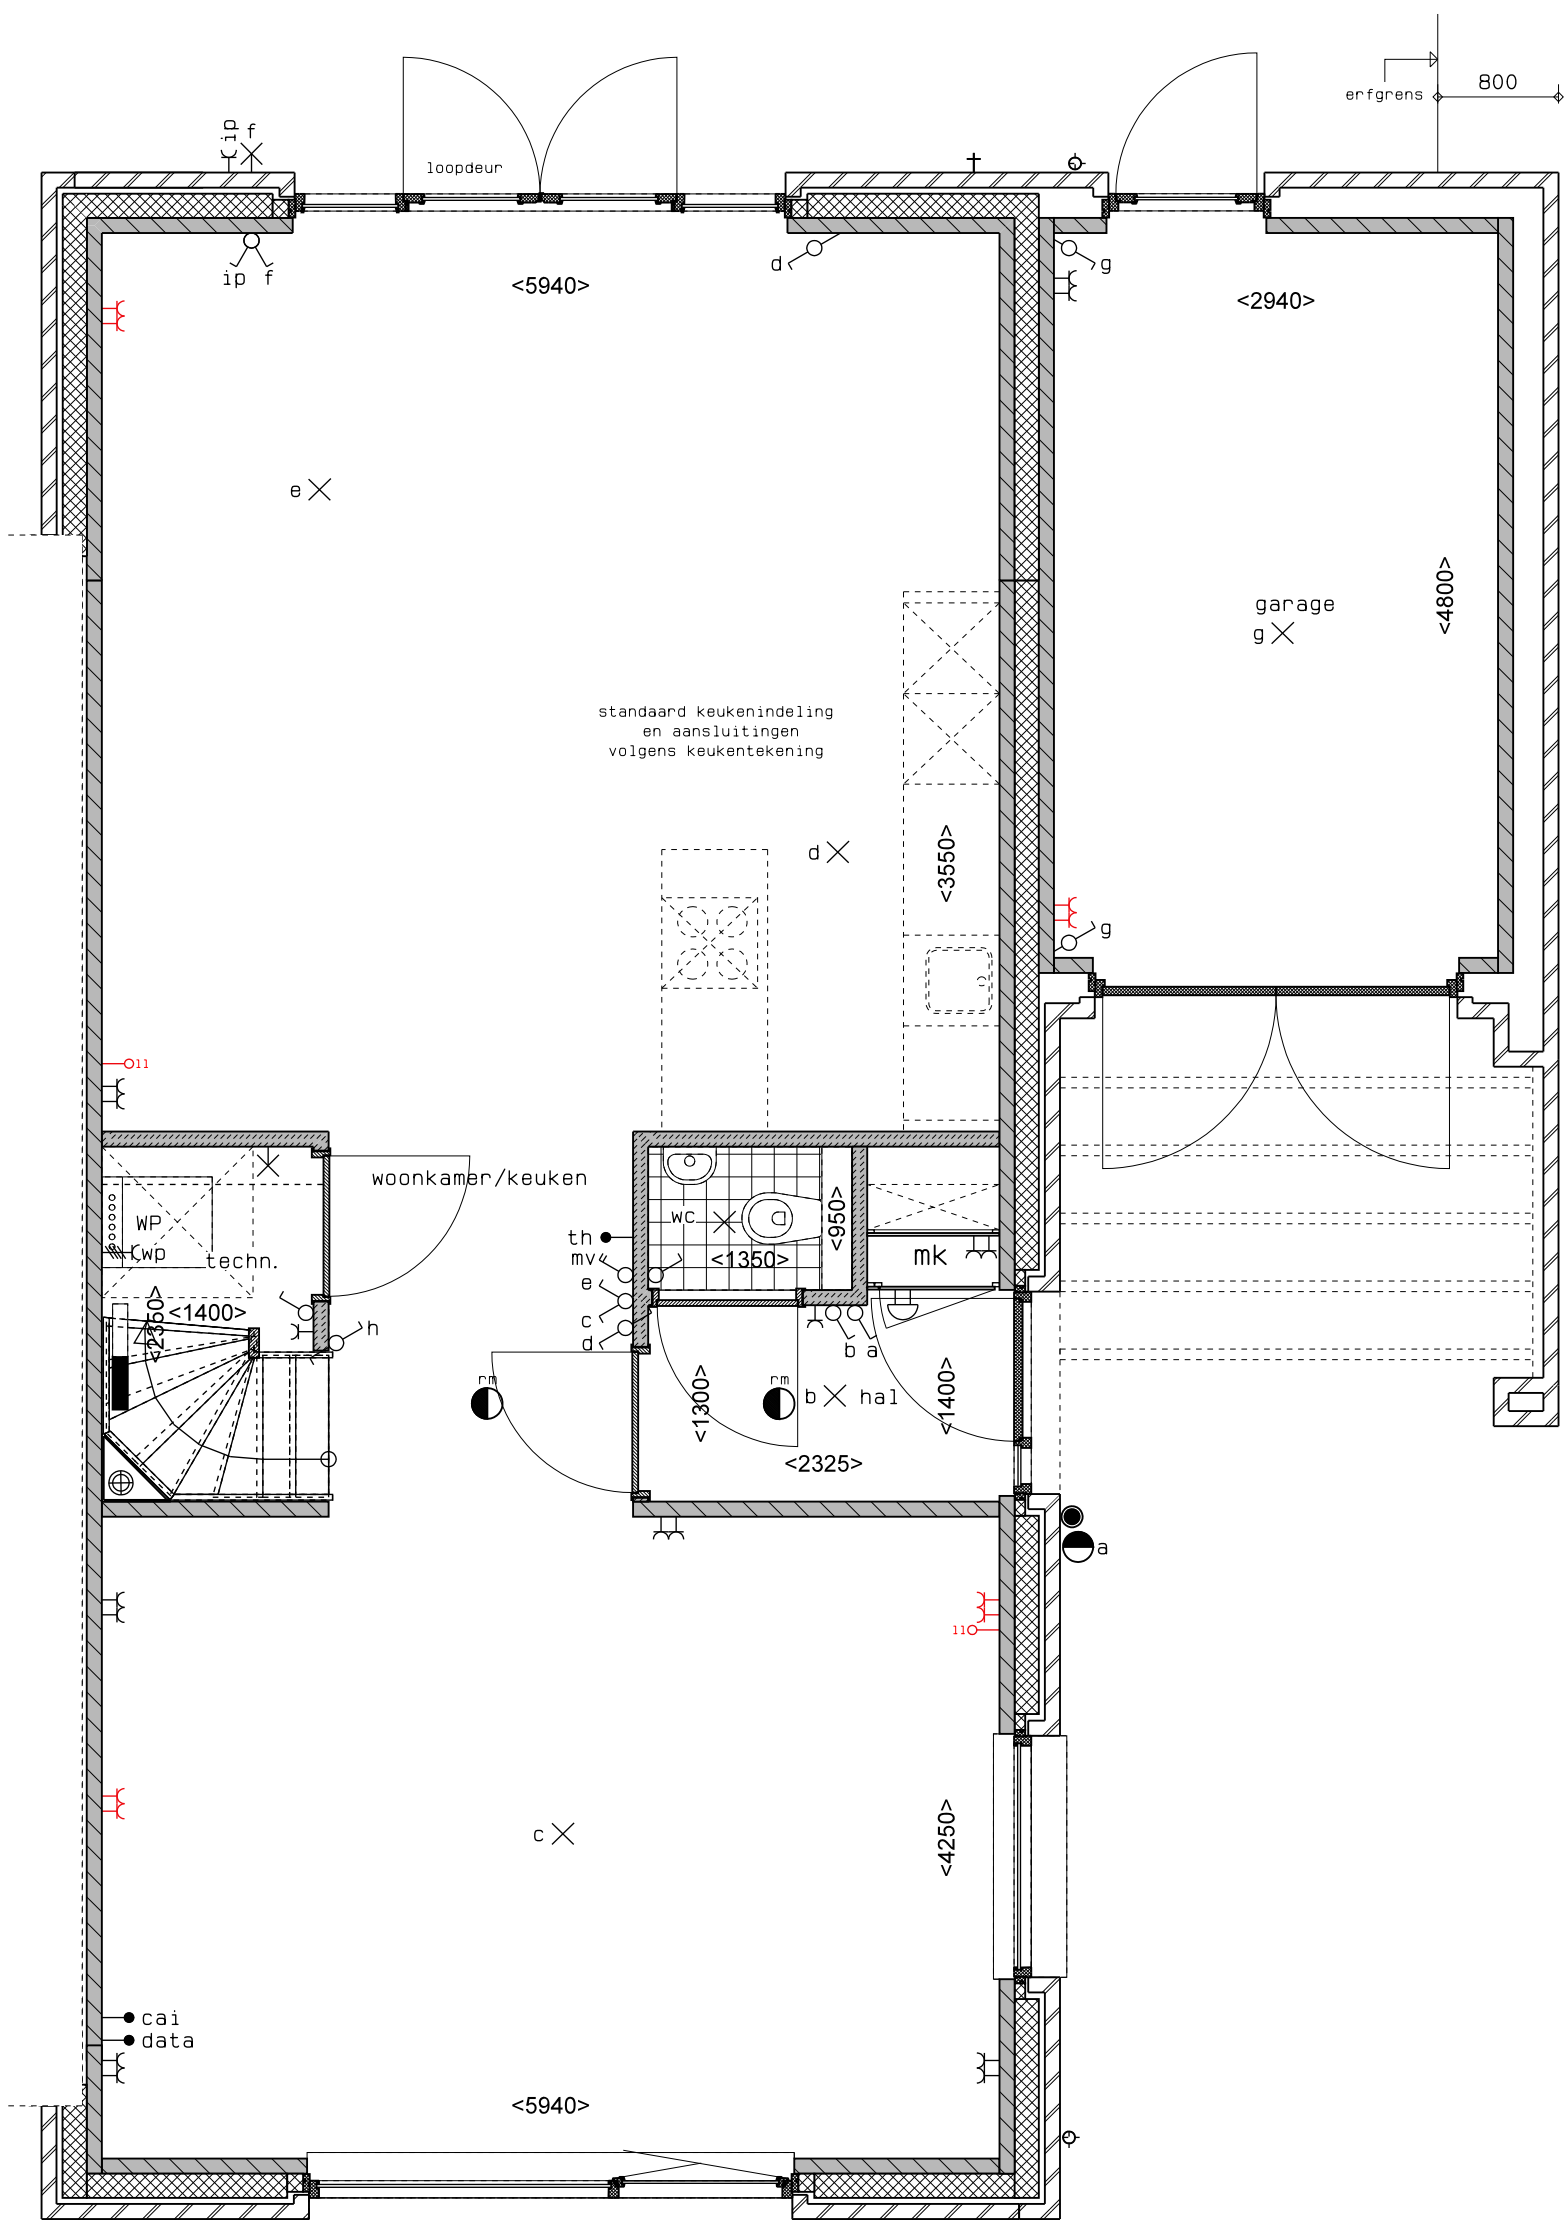 800
erfgrens
ip
f
loopdeur
ip f
d
g
<5940>
<2940>
e
<4800>
garage
g
standaard keukenindeling
en aansluitingen
volgens keukentekening
d
<3550>
g
11
woonkamer/keuken
WP
wp
techn.
<1400>
<2350>
h
th
mv
e
c
d
wc
<1350>
<950>
mk
b a
rm
rm
b
hal
<1300>
<1400>
<2325>
a
11
c
<4250>
cai
data
<5940>